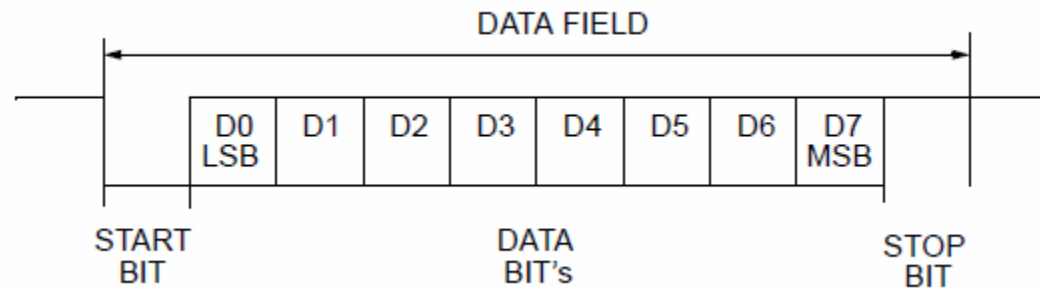 DATA FIELD
D0 D1 D2 D3 D4 D5 D6 D7
LSB MSB
START DATA STOP
BIT BIT's BIT